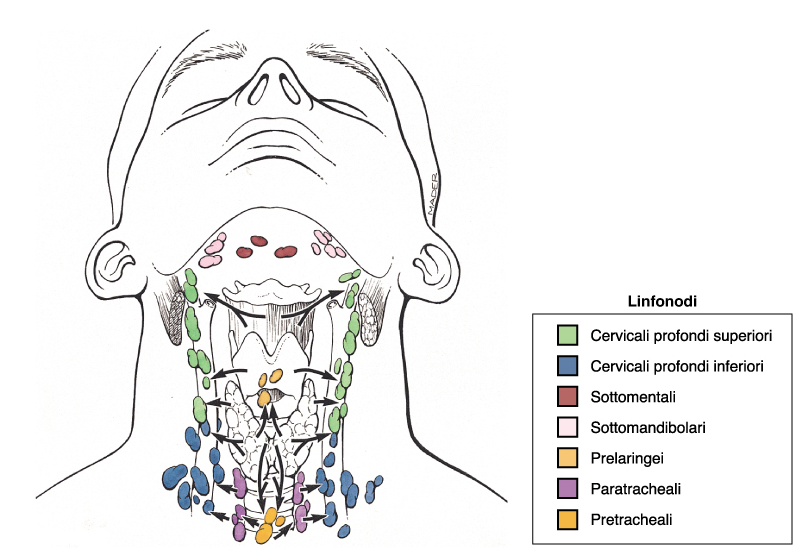 MADER
Linfonodi
Cervicali profondi superiori
Cervicali profondi inferiori
Sottomentali
Sottomandibolari
Prelaringei
Paratracheali
Pretracheali